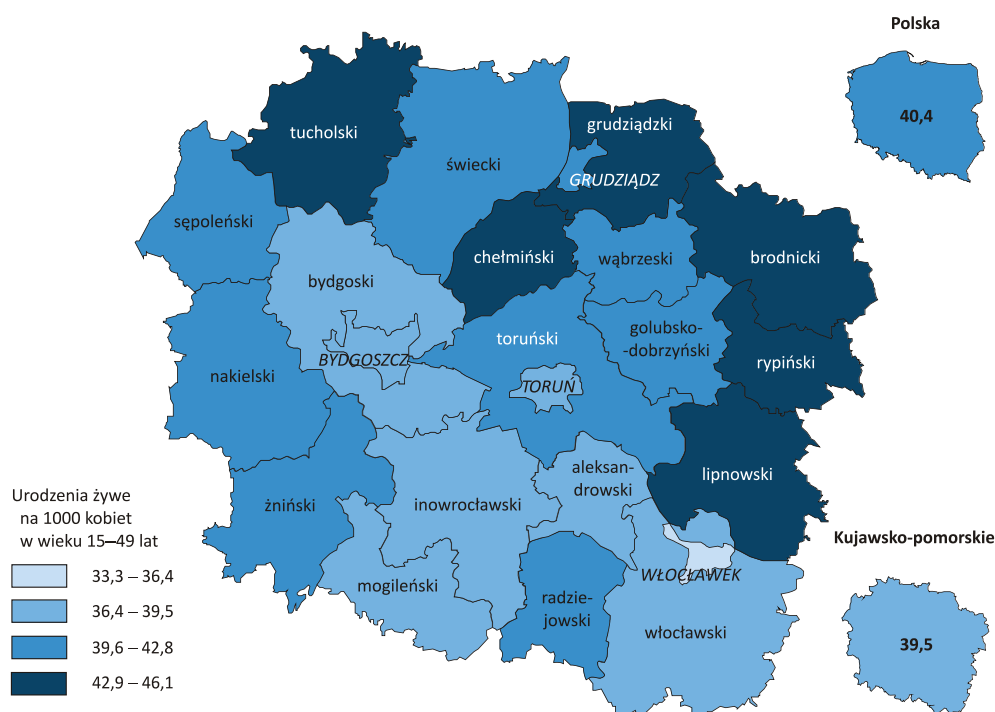 Polska
40,4
tucholski
grudziądzki
świecki
GRUDZIĄDZ
sępoleński
chełmiński
wąbrzeski
brodnicki
bydgoski
toruński
golubsko-
-dobrzyński
BYDGOSZCZ
rypiński
nakielski
TORUŃ
aleksan-
drowski
lipnowski
żniński
inowrocławski
WŁOCŁAWEK
mogileński
radzie-
jowski
włocławski
Urodzenia żywe
na 1000 kobiet
w wieku 15–49 lat
33,3 – 36,4
36,4 – 39,5
39,6 – 42,8
42,9 – 46,1
Kujawsko-pomorskie
39,5